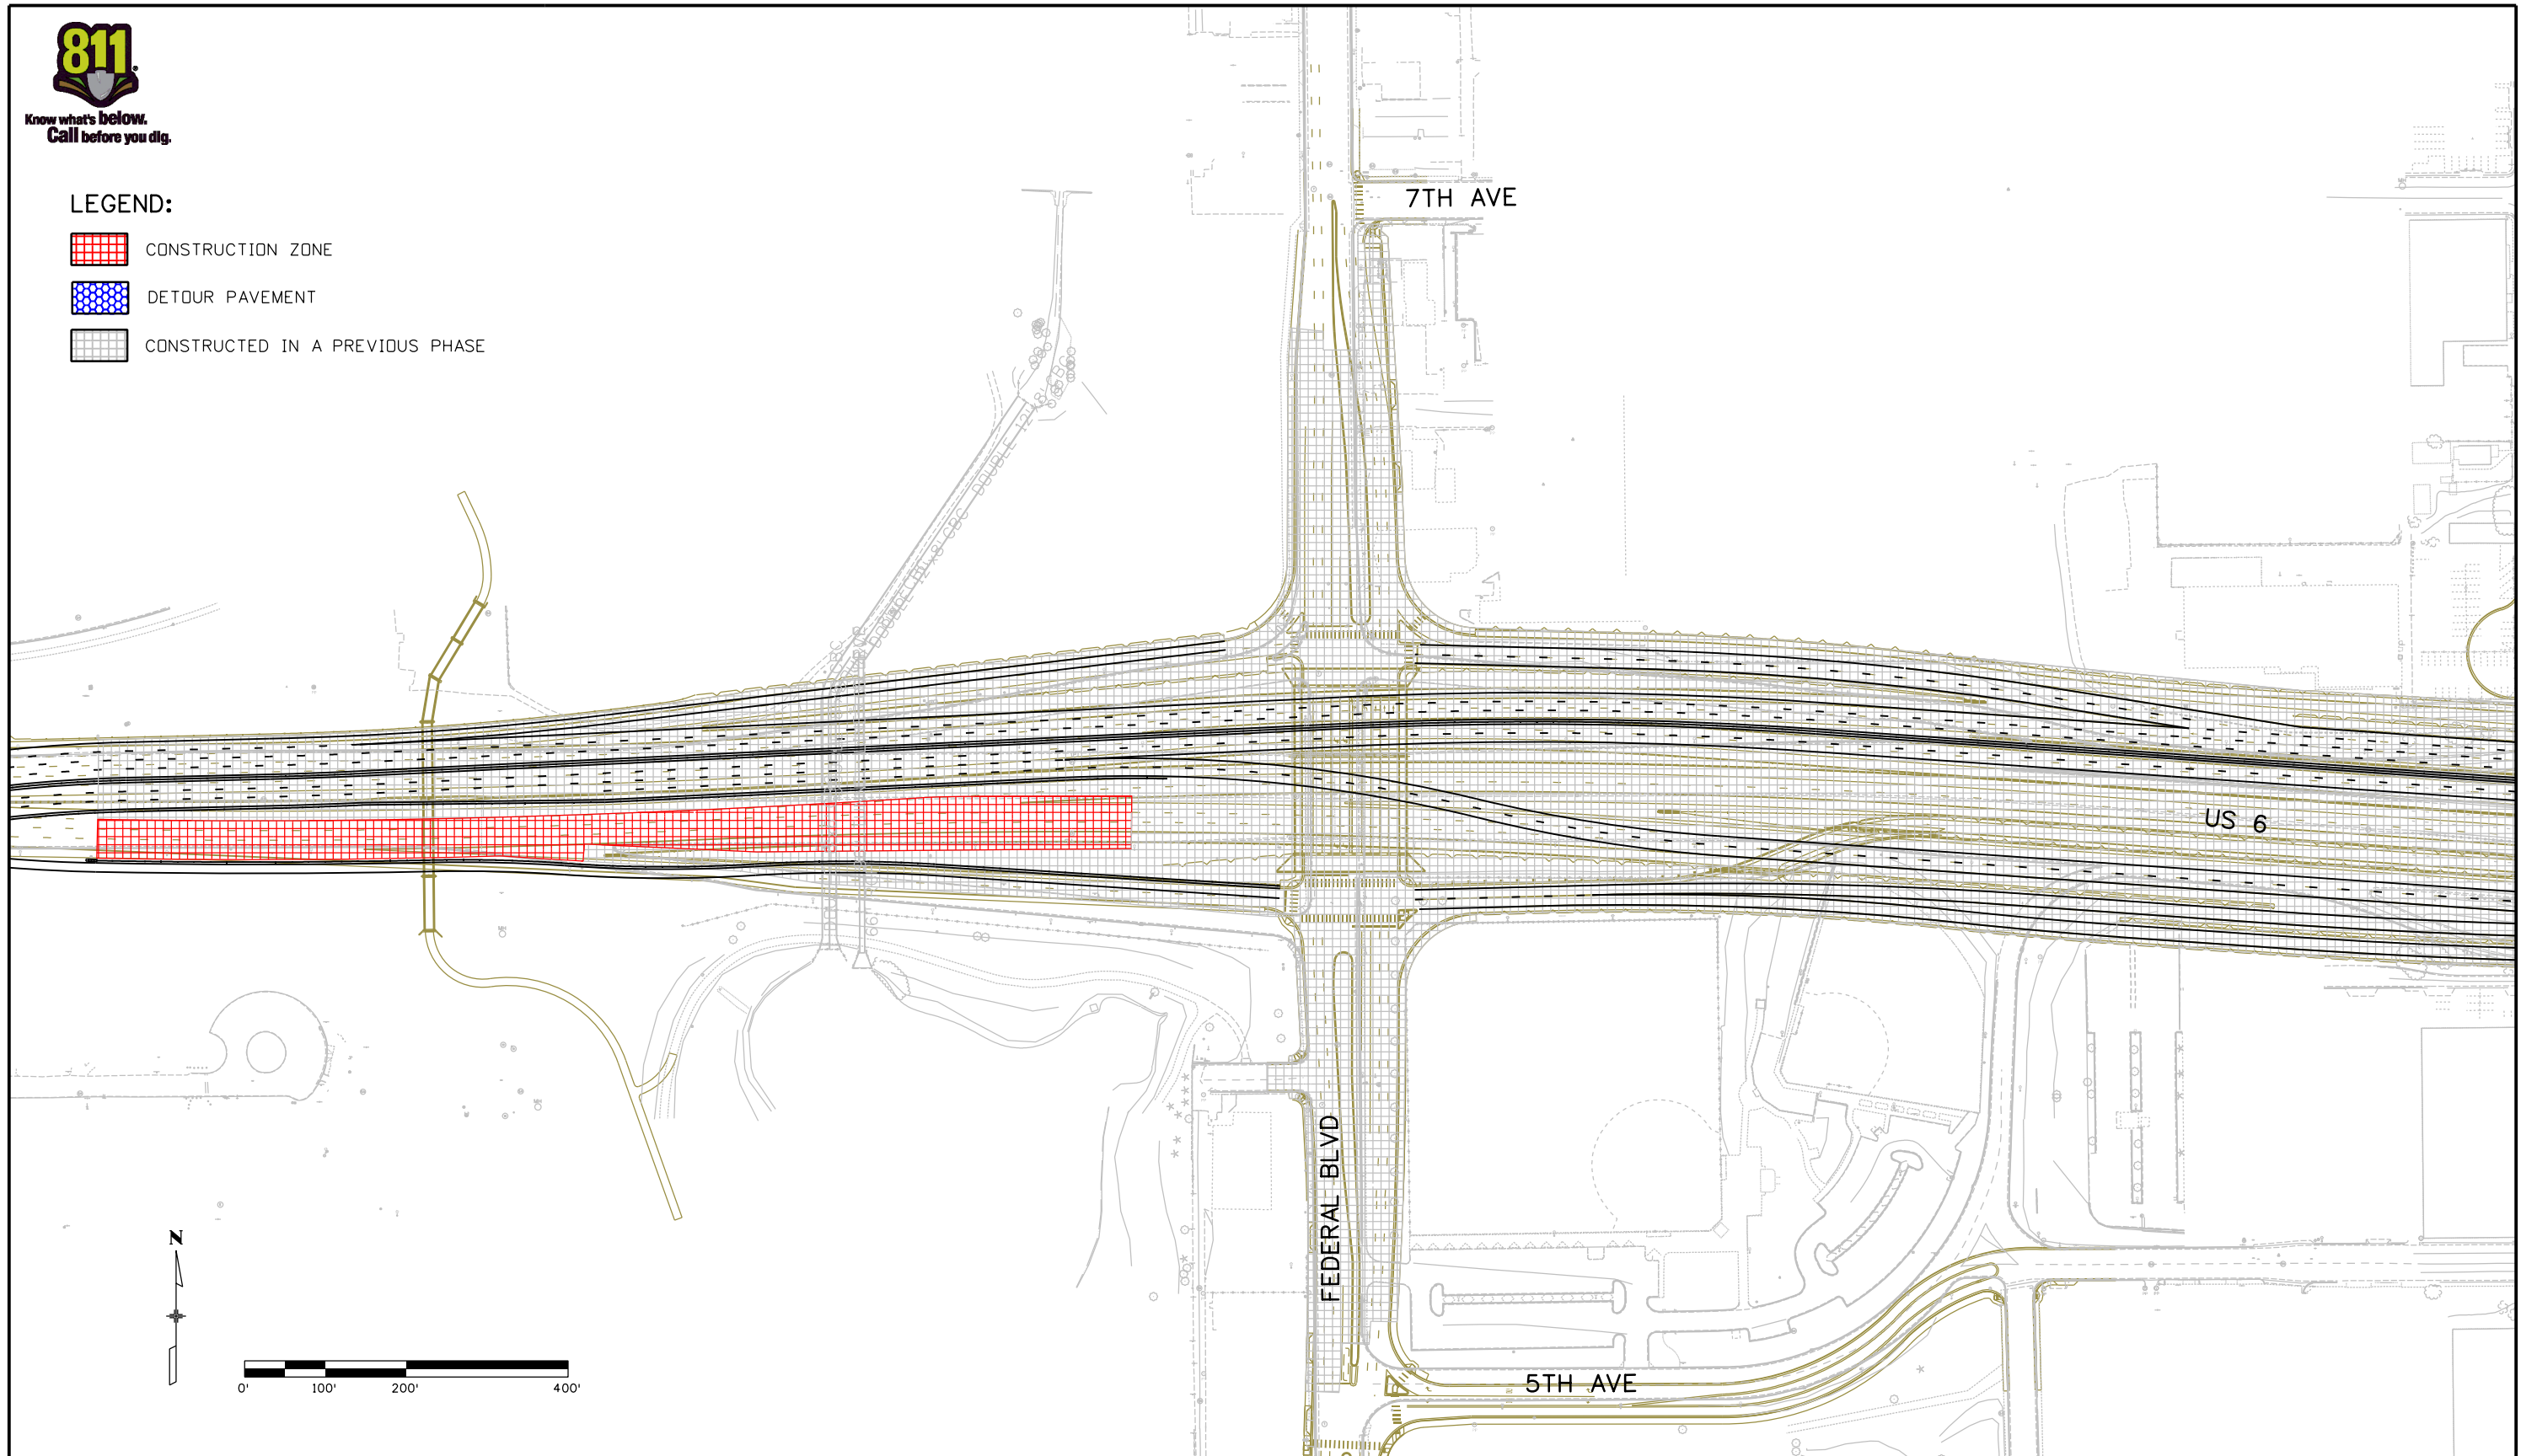 811
Know what's below.
Call before you dig.
LEGEND:
CONSTRUCTION ZONE
DETOUR PAVEMENT
CONSTRUCTED IN A PREVIOUS PHASE
7TH AVE
US 6
FEDERAL BLVD
5TH AVE
N
0' 100' 200' 400'